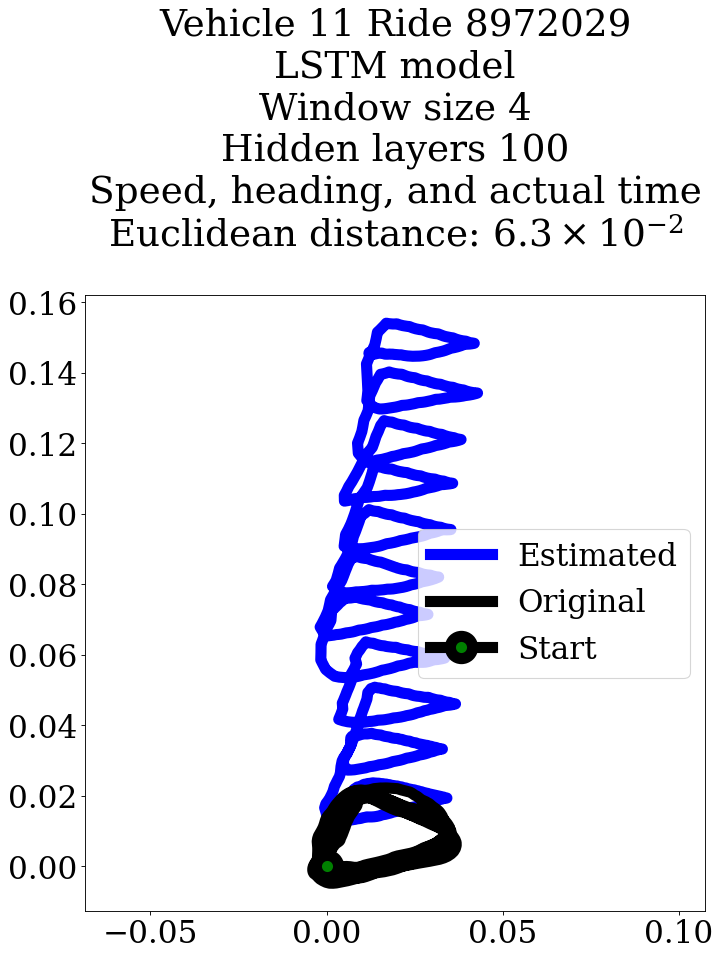 Vehicle 11 Ride 8972029
LSTM model
Window size 4
Hidden layers 100
Speed, heading, and actual time
Euclidean distance: 6.3 × 10⁻²
0.16
0.14
0.12
0.10
0.08
0.06
0.04
0.02
0.00
Estimated
Original
Start
−0.05
0.00
0.05
0.10